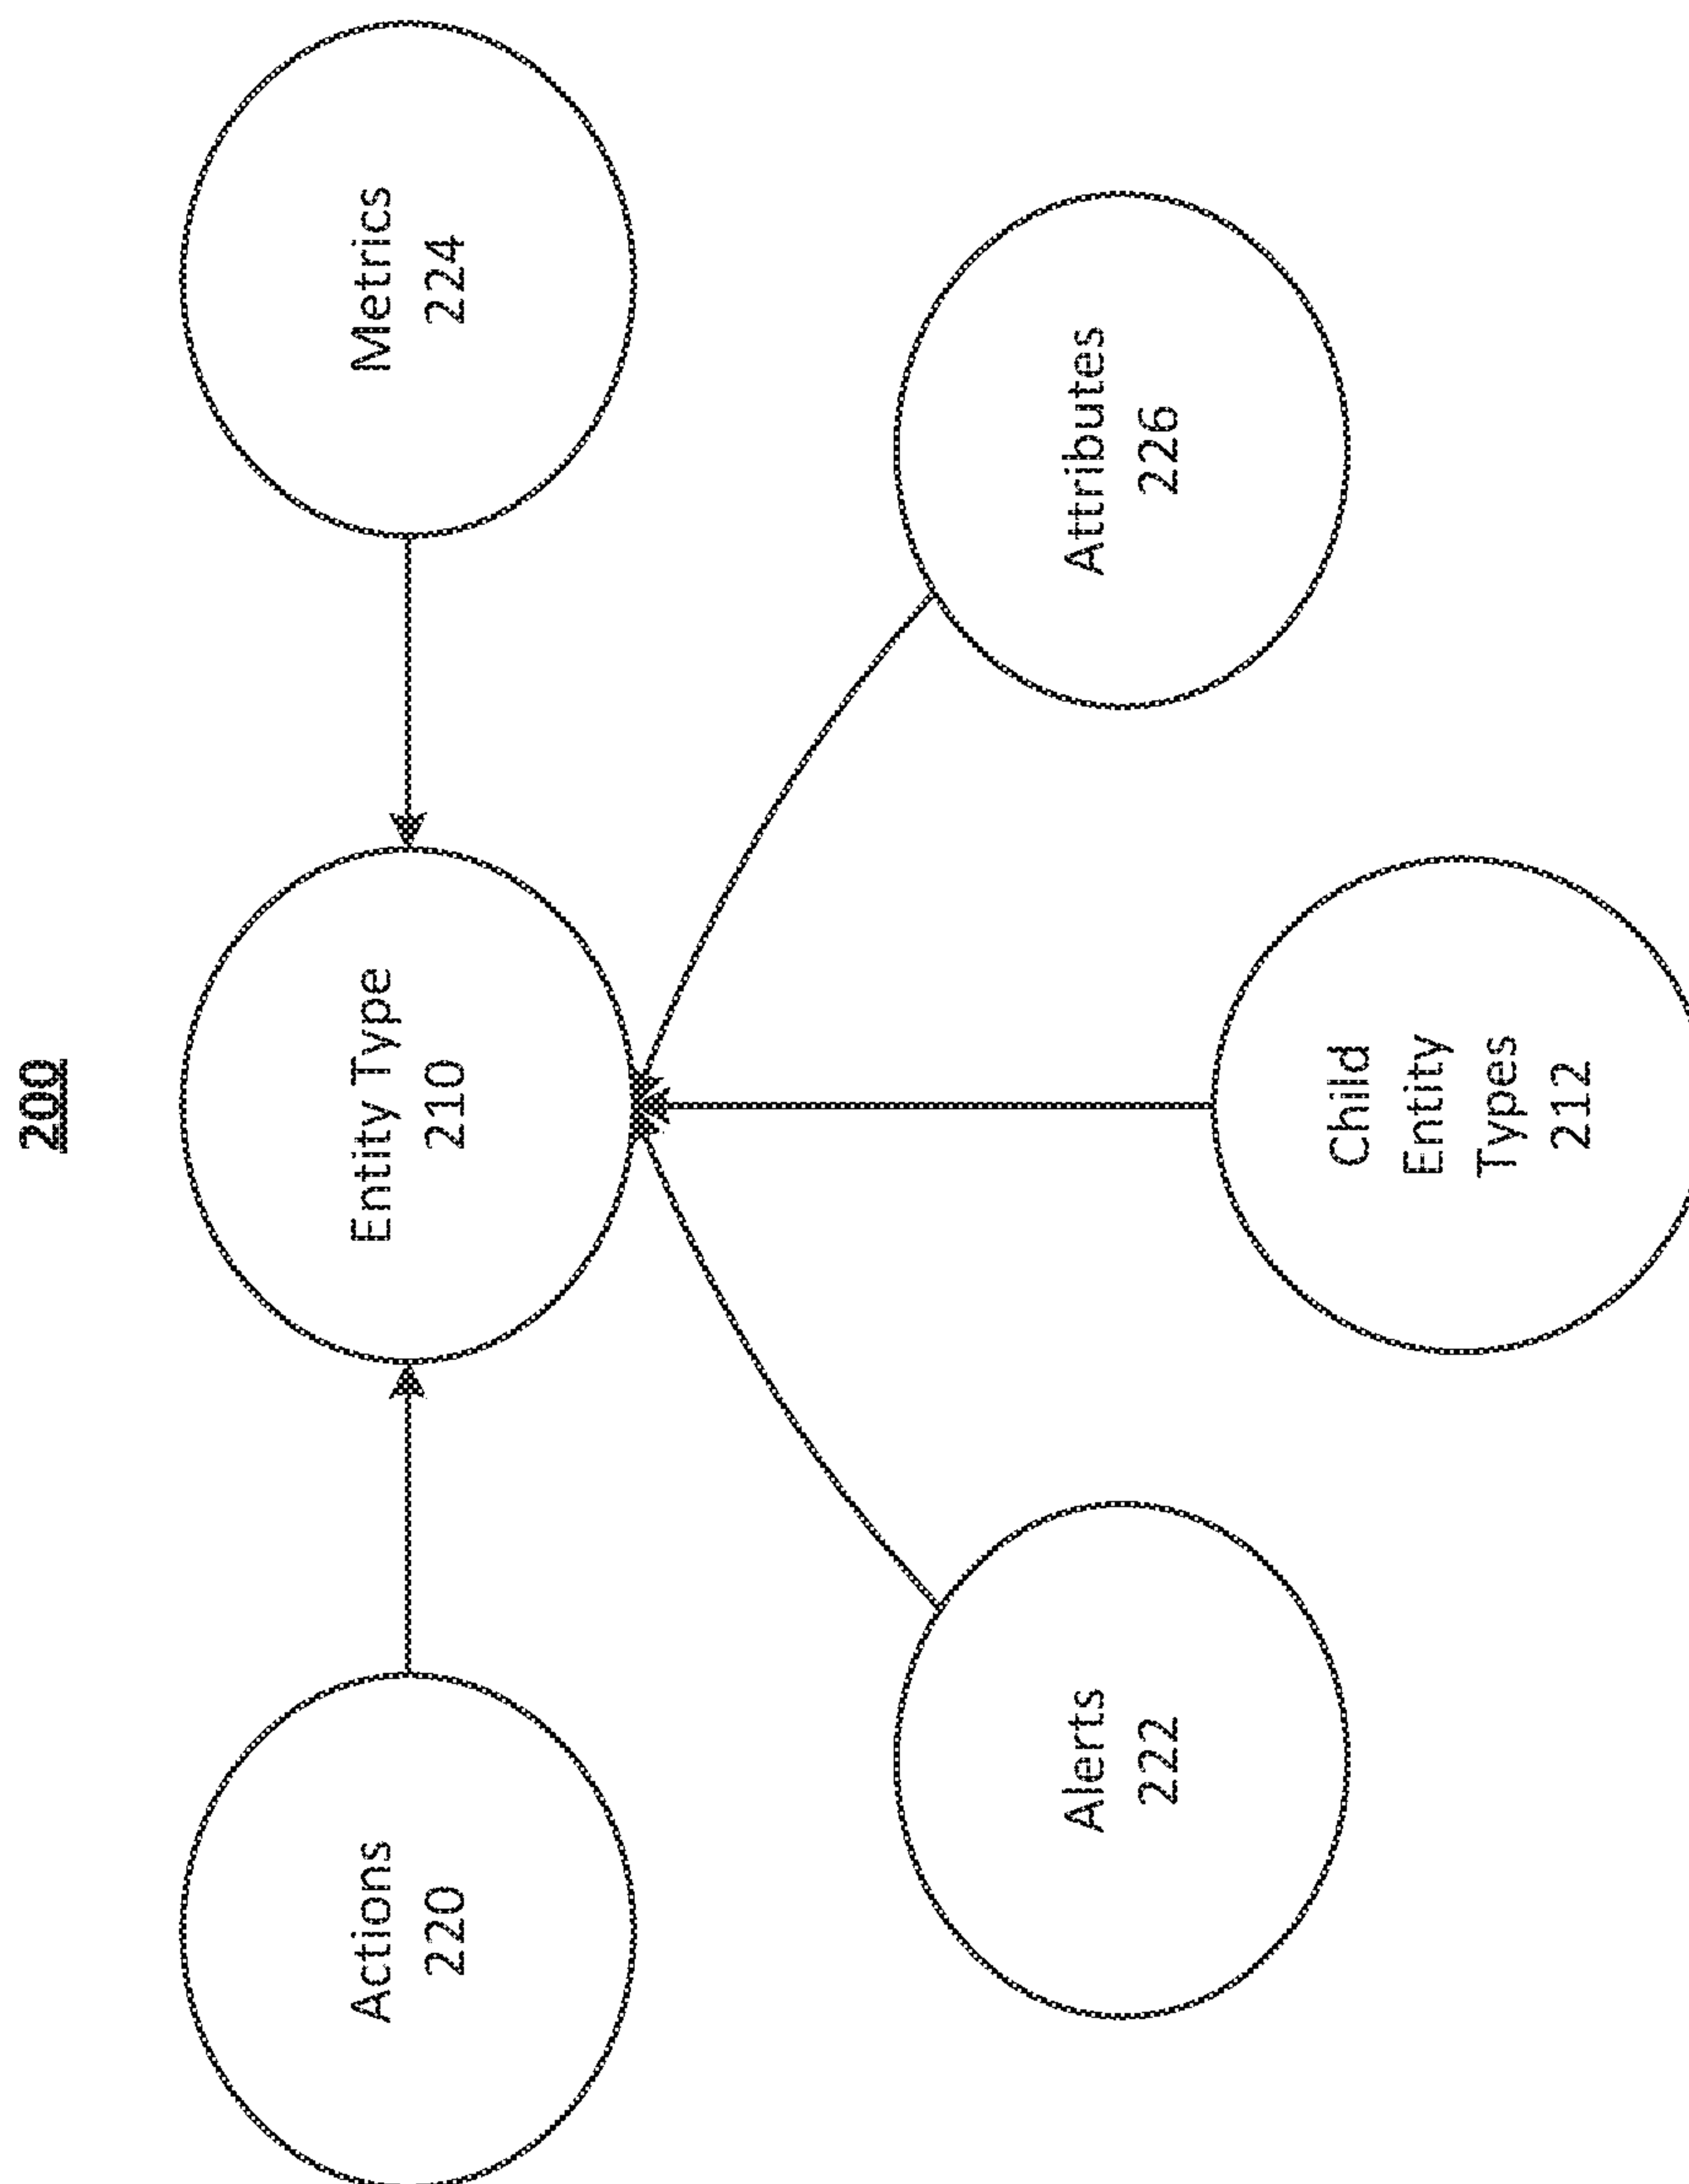 200
Actions
220
Entity Type
210
Metrics
224
Alerts
222
Attributes
226
Child
Entity
Types
212